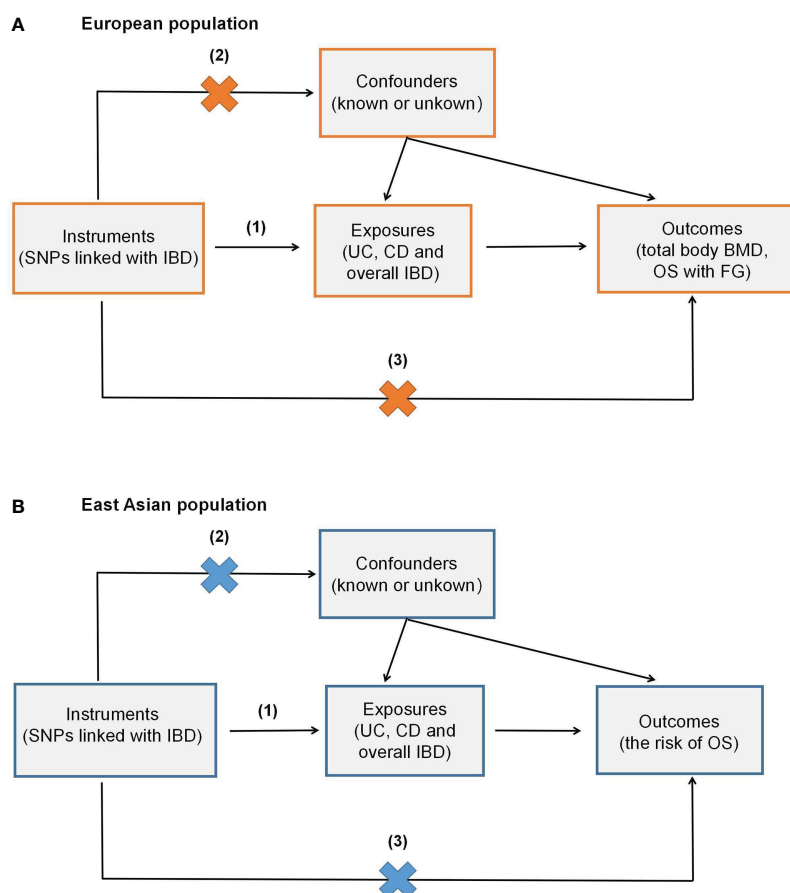 A European population
(2)
Confounders
(known or unkown)
(1)
Instruments
(SNPs linked with IBD)
Exposures
(UC, CD and
overall IBD)
Outcomes
(total body BMD,
OS with FG)
(3)
B East Asian population
(2)
Confounders
(known or unkown)
(1)
Instruments
(SNPs linked with IBD)
Exposures
(UC, CD and
overall IBD)
Outcomes
(the risk of OS)
(3)